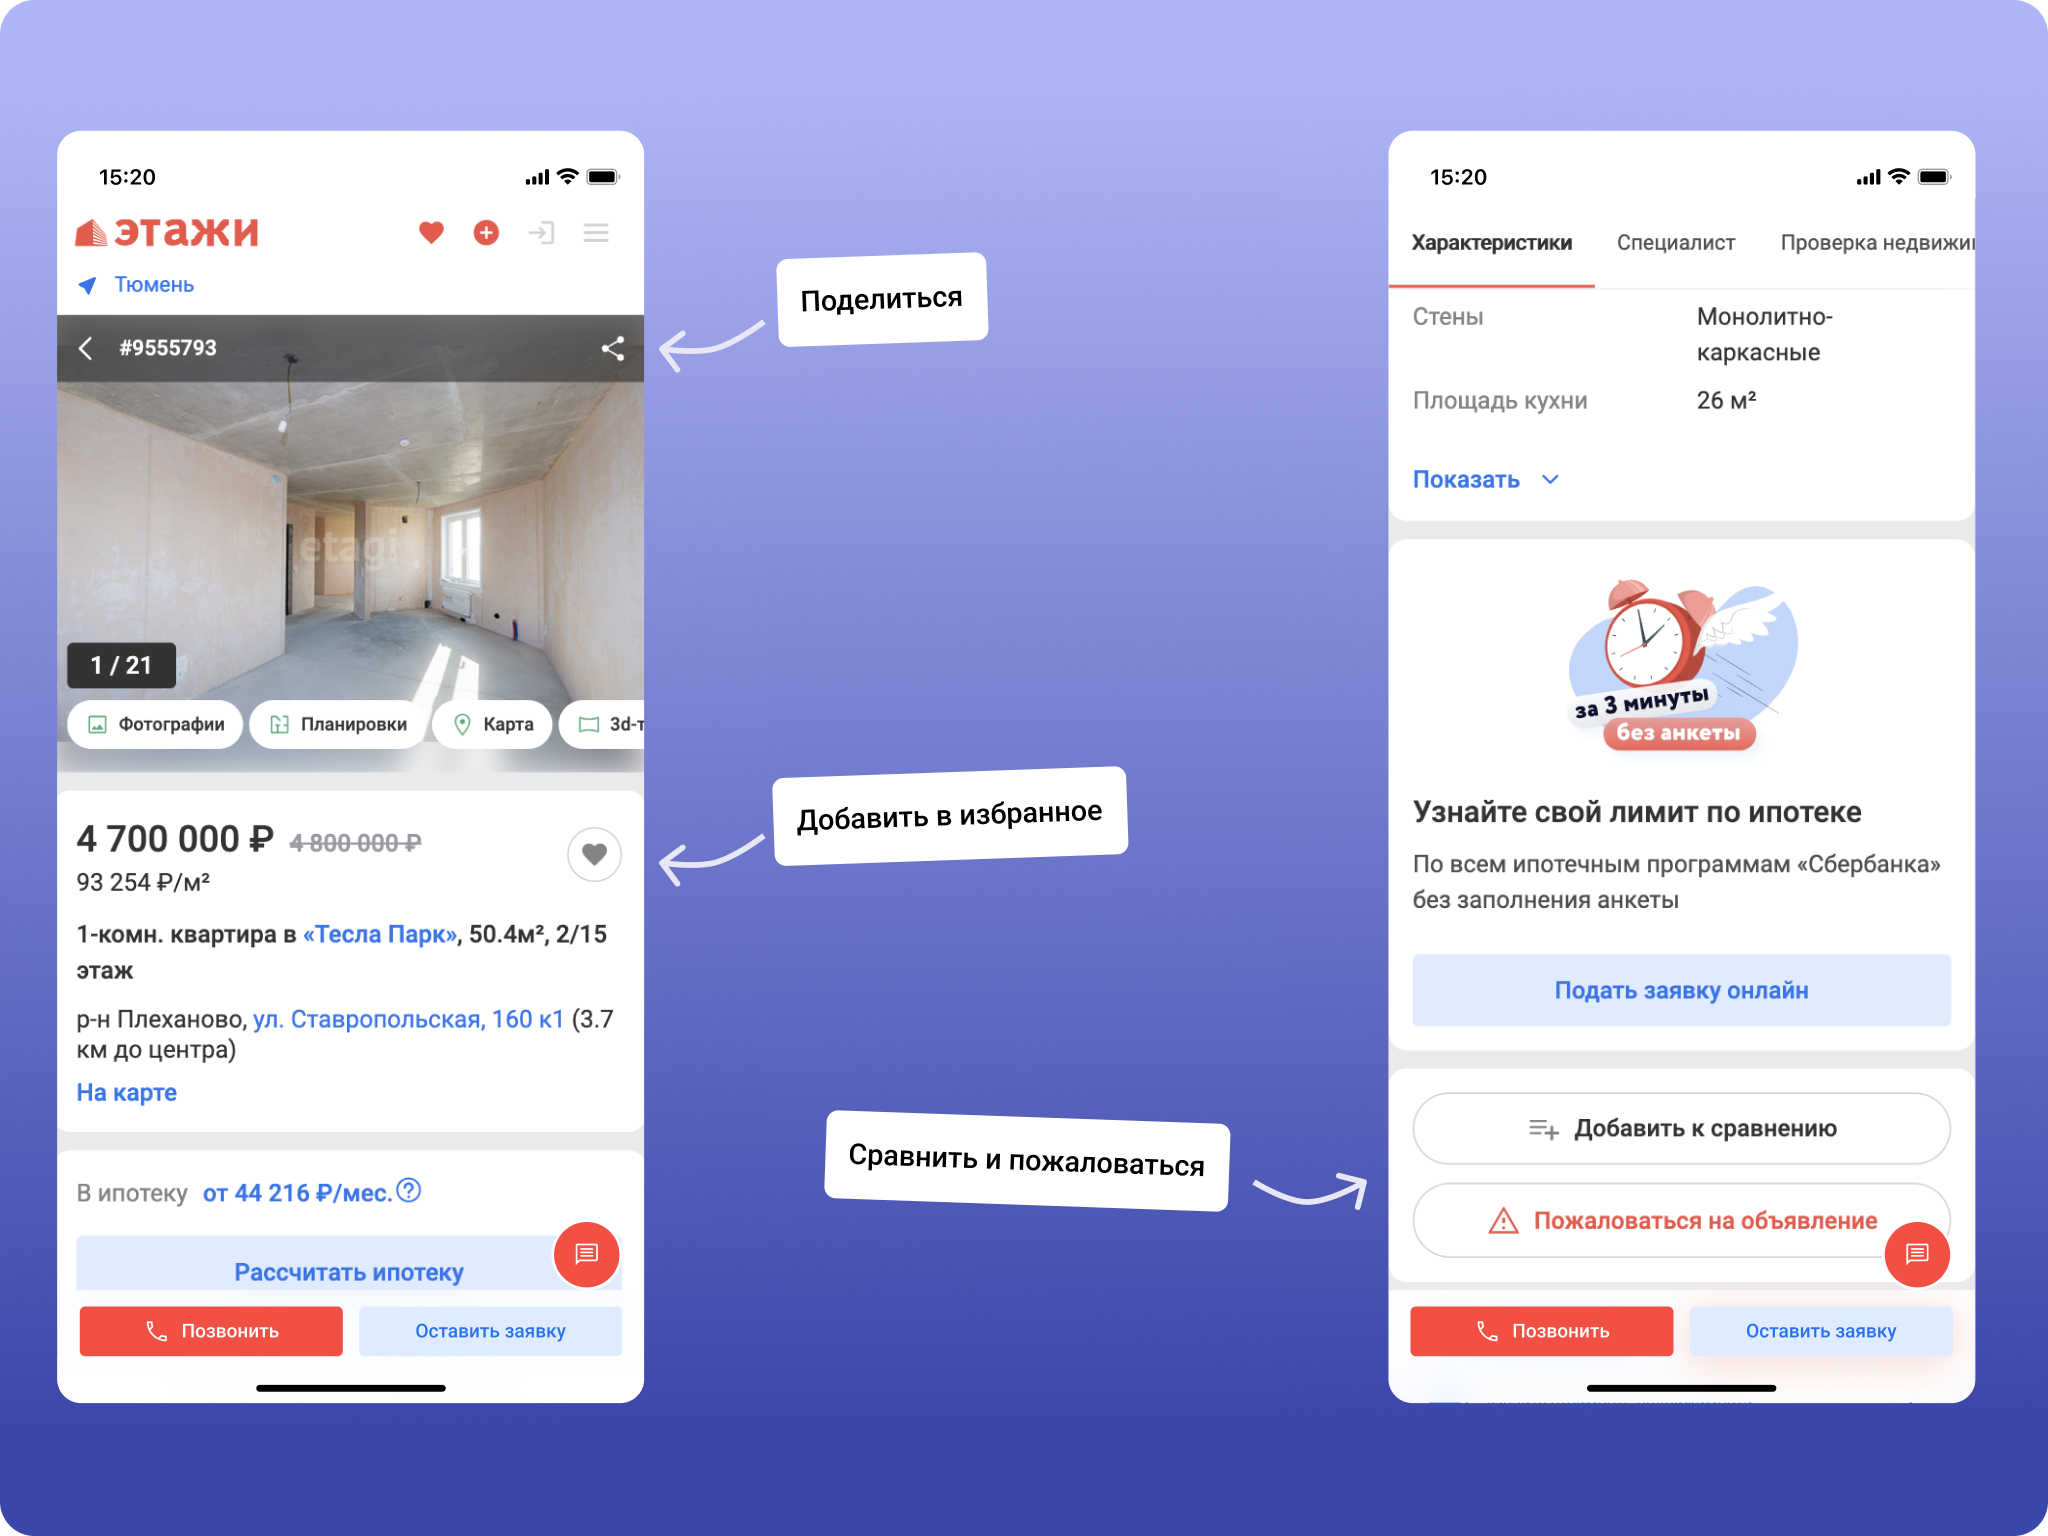 15:20
этажи
Тюмень
#9555793
etagi
1 / 21
Фотографии
Планировки
Карта
3d-т
4 700 000 ₽ 4 800 000 ₽
93 254 ₽/м²
1-комн. квартира в «Тесла Парк», 50.4м², 2/15
этаж
р-н Плеханово, ул. Ставропольская, 160 к1 (3.7
км до центра)
На карте
В ипотеку от 44 216 ₽/мес.
Рассчитать ипотеку
Позвонить
Оставить заявку
Поделиться
Добавить в избранное
Сравнить и пожаловаться
15:20
Характеристики
Специалист
Проверка недвижи
Стены
Монолитно-
каркасные
Площадь кухни
26 м²
Показать
за 3 минуты
без анкеты
Узнайте свой лимит по ипотеке
По всем ипотечным программам «Сбербанка»
без заполнения анкеты
Подать заявку онлайн
Добавить к сравнению
Пожаловаться на объявление
Позвонить
Оставить заявку